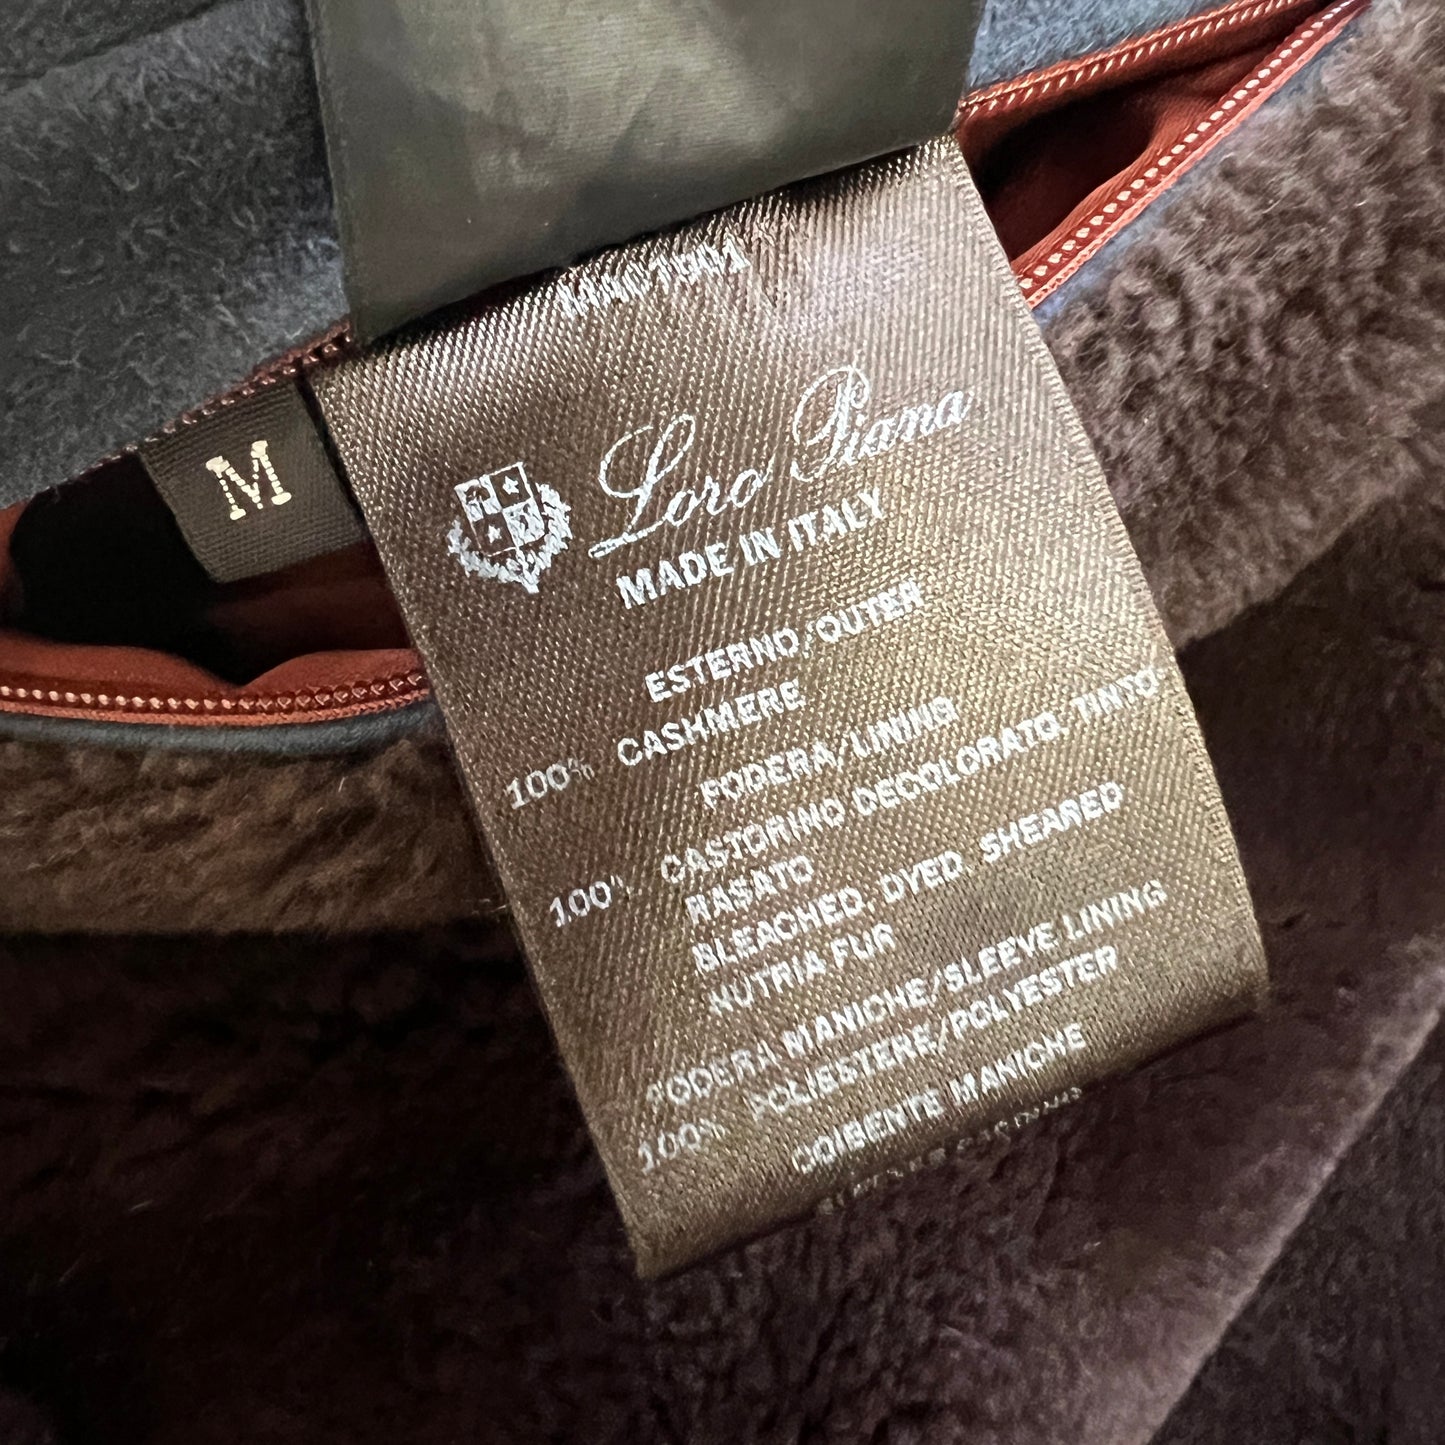 M
Loro Piana
MADE IN ITALY
ESTERNO/OUTER
100% CASHMERE
FODERA/LINING
100% CASTORINO DECOLORATO TINTO
RASATO
BLEACHED DYED SHEARED
NUTRIA FUR
FODERA MANICHE/SLEEVE LINING
100% POLIESTERE/POLYESTER
COIBENTE MANICHE